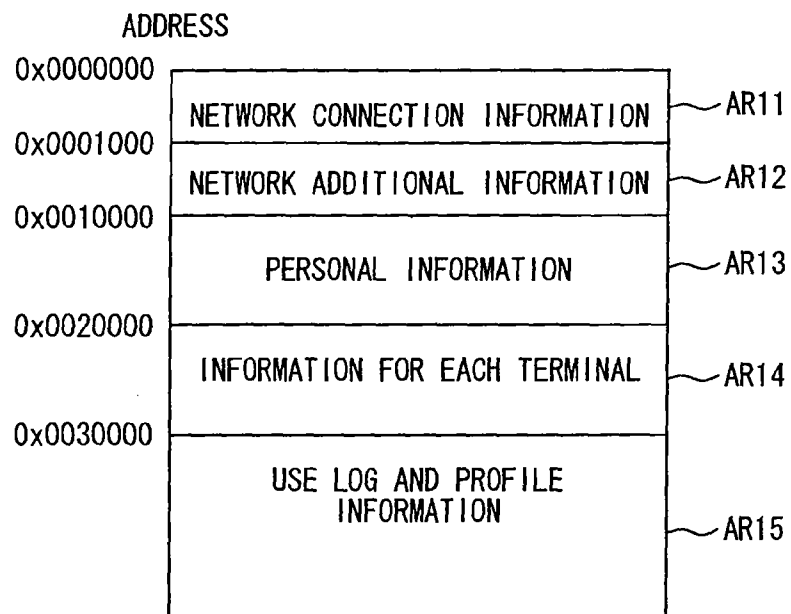 ADDRESS
0x0000000
NETWORK CONNECTION INFORMATION
AR11
0x0001000
NETWORK ADDITIONAL INFORMATION
AR12
0x0010000
PERSONAL INFORMATION
AR13
0x0020000
INFORMATION FOR EACH TERMINAL
AR14
0x0030000
USE LOG AND PROFILE
INFORMATION
AR15